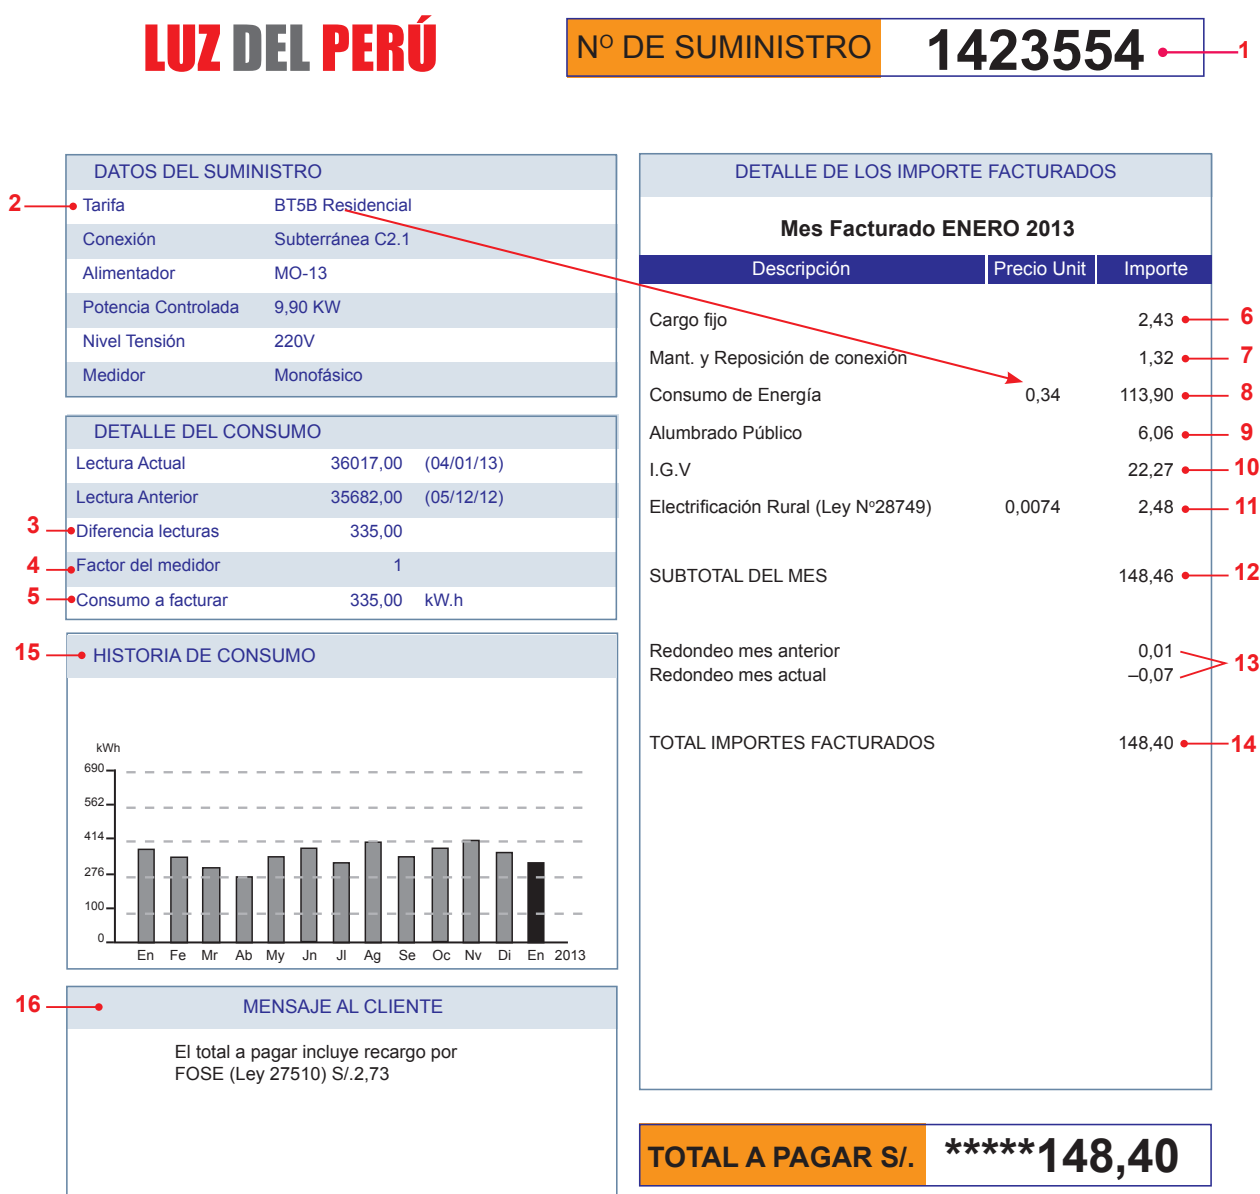 LUZ DEL PERÚ
Nº DE SUMINISTRO 1423554 1
DATOS DEL SUMINISTRO
2 Tarifa BT5B Residencial
Conexión Subterránea C2.1
Alimentador MO-13
Potencia Controlada 9,90 KW
Nivel Tensión 220V
Medidor Monofásico
DETALLE DEL CONSUMO
Lectura Actual 36017,00 (04/01/13)
Lectura Anterior 35682,00 (05/12/12)
3 Diferencia lecturas 335,00
4 Factor del medidor 1
5 Consumo a facturar 335,00 kW.h
15 HISTORIA DE CONSUMO
kWh
690
562
414
276
100
0
En Fe Mr Ab My Jn Jl Ag Se Oc Nv Di En 2013
16 MENSAJE AL CLIENTE
El total a pagar incluye recargo por
FOSE (Ley 27510) S/.2,73
DETALLE DE LOS IMPORTE FACTURADOS
Mes Facturado ENERO 2013
Descripción Precio Unit Importe
Cargo fijo 2,43 6
Mant. y Reposición de conexión 1,32 7
Consumo de Energía 0,34 113,90 8
Alumbrado Público 6,06 9
I.G.V 22,27 10
Electrificación Rural (Ley Nº28749) 0,0074 2,48 11
SUBTOTAL DEL MES 148,46 12
Redondeo mes anterior 0,01 13
Redondeo mes actual –0,07
TOTAL IMPORTES FACTURADOS 148,40 14
TOTAL A PAGAR S/. *****148,40